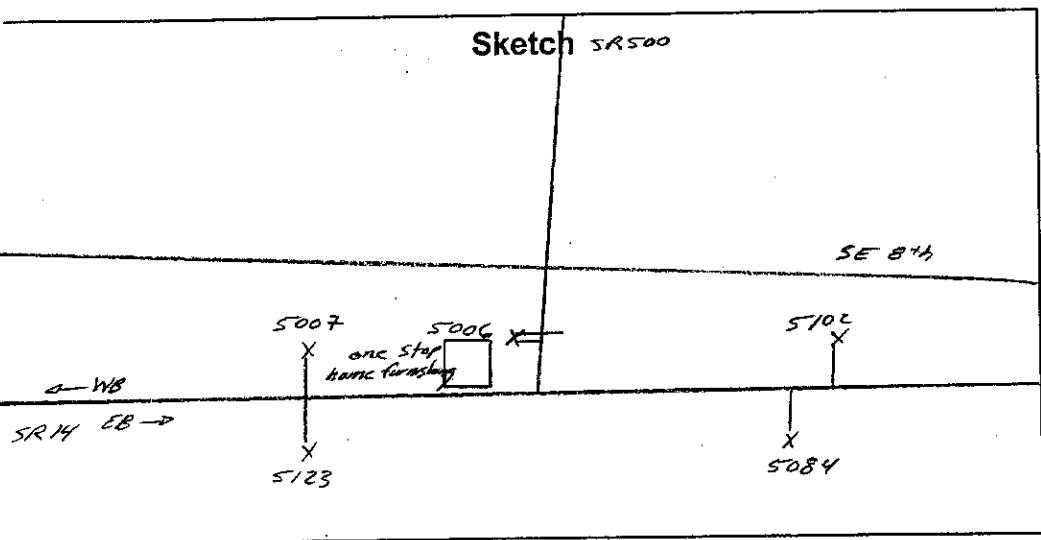 Sketch SR500
SE 8th
5007
5006
5102
one stop
home furnishing
← WB
SR14 EB →
5123
5084